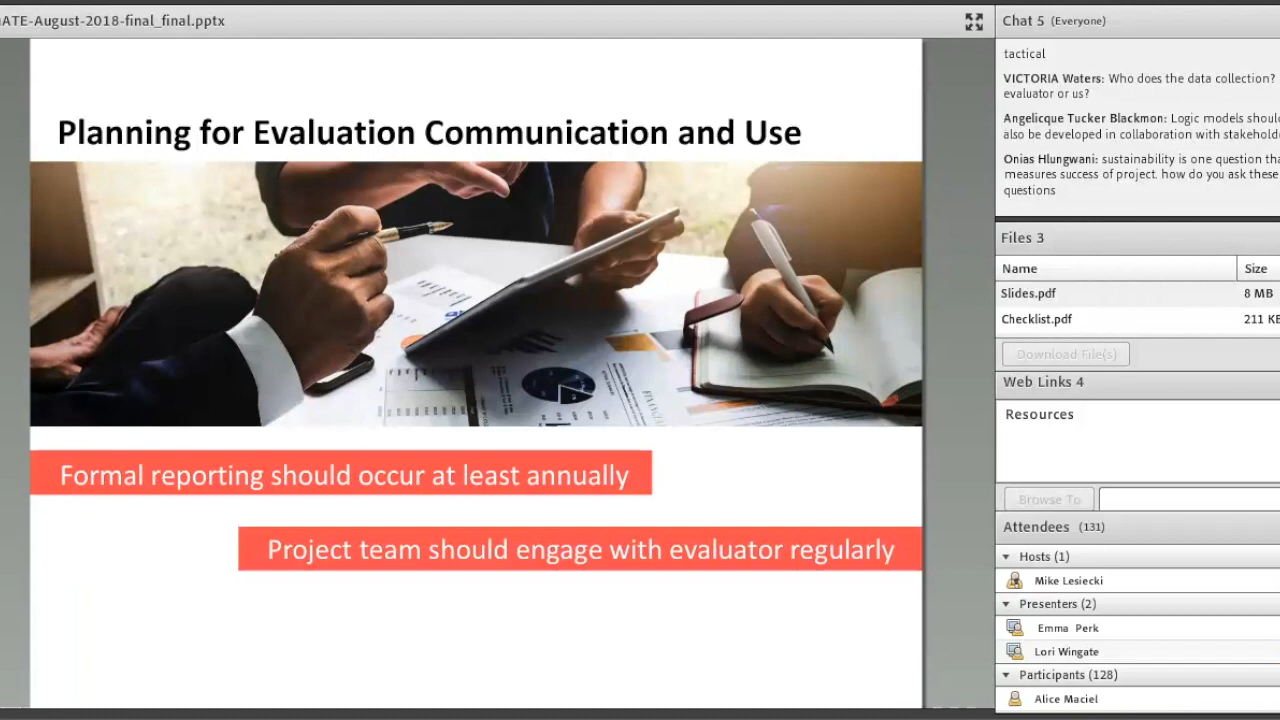 ATE-August-2018-final_final.pptx
Planning for Evaluation Communication and Use
FINANCIAL
Formal reporting should occur at least annually
Project team should engage with evaluator regularly
Chat 5 (Everyone)
tactical
VICTORIA Waters: Who does the data collection?
evaluator or us?
Angelicque Tucker Blackmon: Logic models shoul
also be developed in collaboration with stakehold
Onias Hlungwani: sustainability is one question tha
measures success of project. how do you ask these
questions
Files 3
Name Size
Slides.pdf 8 MB
Checklist.pdf 211 KB
Download File(s)
Web Links 4
Resources
Browse To
Attendees (131)
Hosts (1)
Mike Lesiecki
Presenters (2)
Emma Perk
Lori Wingate
Participants (128)
Alice Maciel